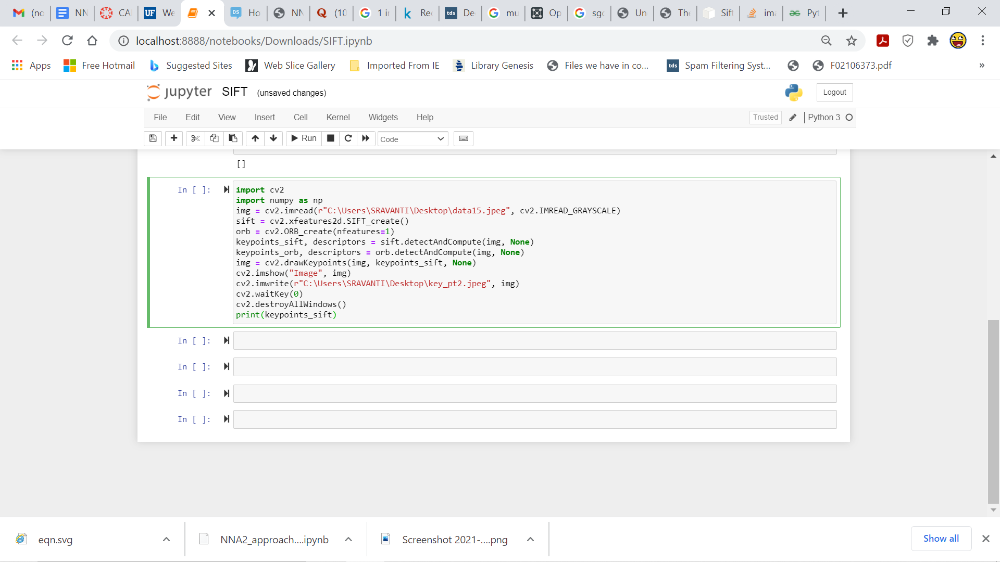 (no
NN
CA
UF We
DS Ho
NN
(10
1 i
k Re
tds De
mu
Op
sgo
Un
The
Sift
ima
Pyt
localhost:8888/notebooks/Downloads/SIFT.ipynb
Apps Free Hotmail Suggested Sites Web Slice Gallery Imported From IE Library Genesis Files we have in co... tds Spam Filtering Syst... F02106373.pdf »
jupyter SIFT (unsaved changes) Logout
File Edit View Insert Cell Kernel Widgets Help Trusted Python 3
Run Code
[]
In [ ]:
import cv2
import numpy as np
img = cv2.imread(r"C:\Users\SRAVANTI\Desktop\data15.jpeg", cv2.IMREAD_GRAYSCALE)
sift = cv2.xfeatures2d.SIFT_create()
orb = cv2.ORB_create(nfeatures=1)
keypoints_sift, descriptors = sift.detectAndCompute(img, None)
keypoints_orb, descriptors = orb.detectAndCompute(img, None)
img = cv2.drawKeypoints(img, keypoints_sift, None)
cv2.imshow("Image", img)
cv2.imwrite(r"C:\Users\SRAVANTI\Desktop\key_pt2.jpeg", img)
cv2.waitKey(0)
cv2.destroyAllWindows()
print(keypoints_sift)
In [ ]:
In [ ]:
In [ ]:
In [ ]:
eqn.svg NNA2_approach....ipynb Screenshot 2021-....png Show all